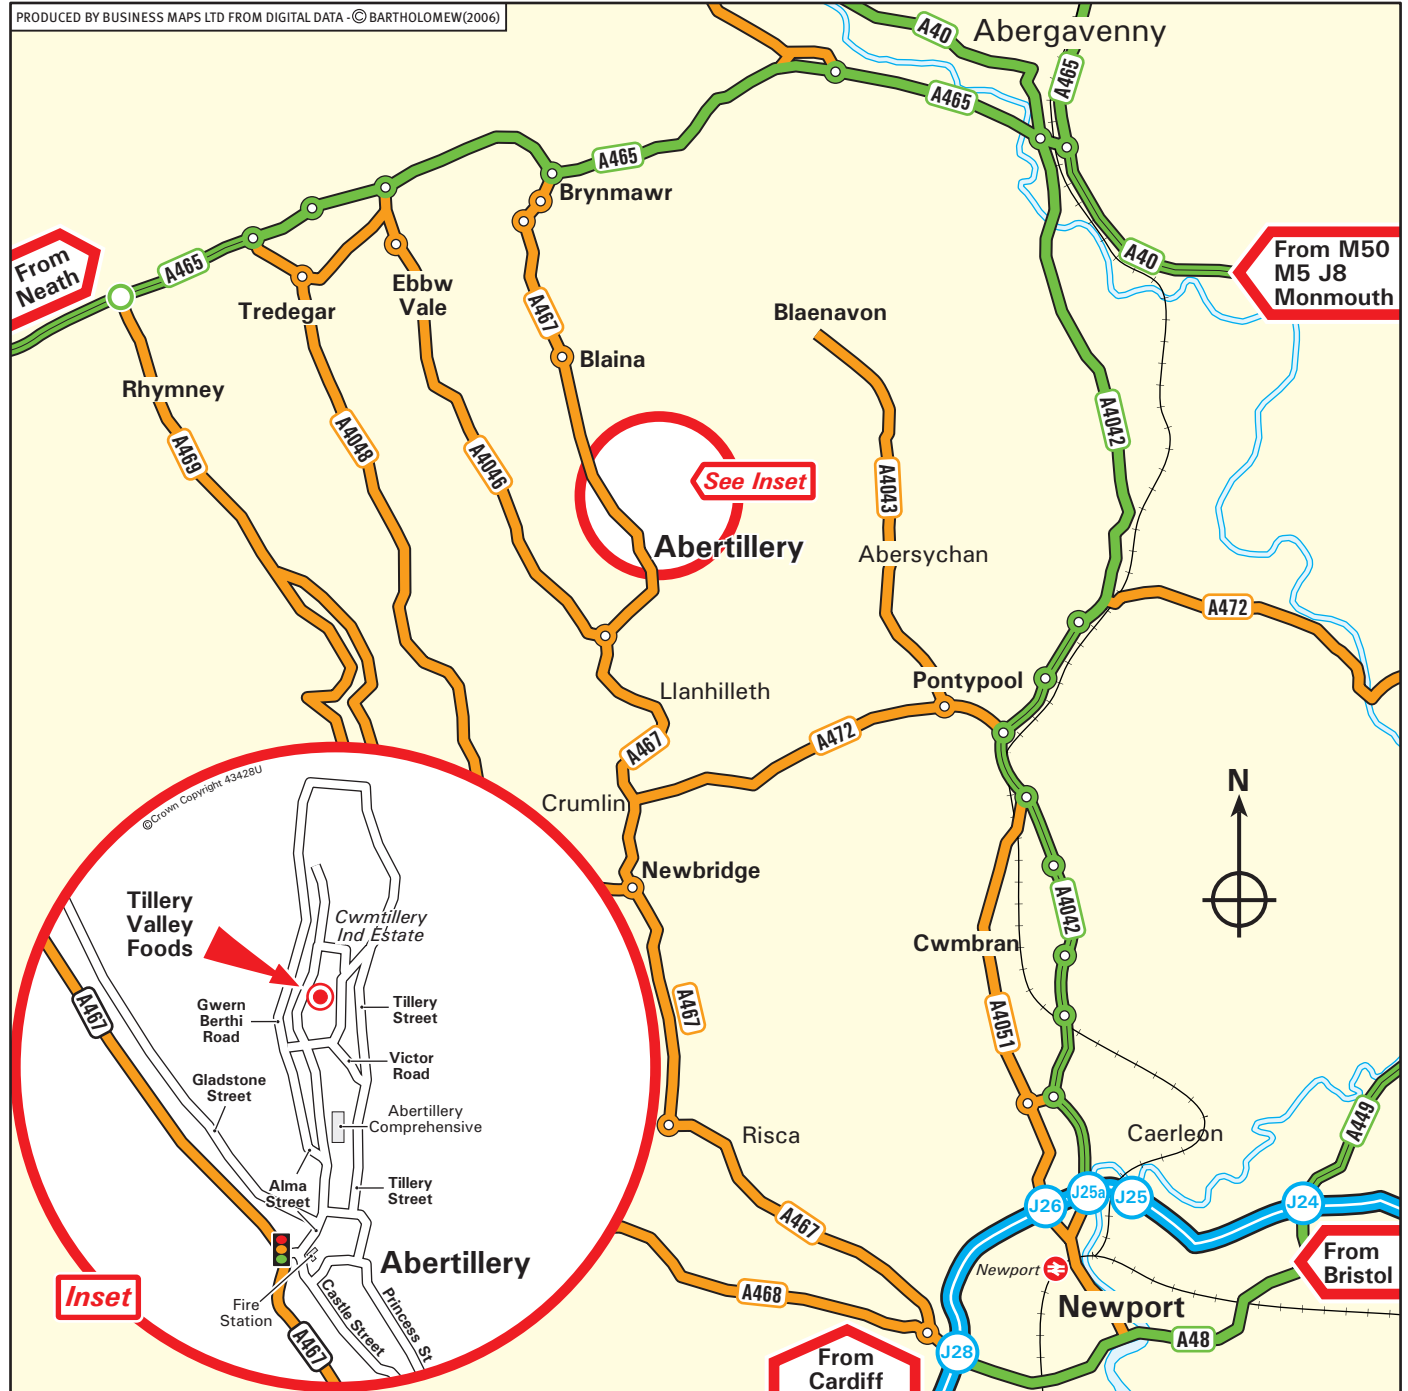 PRODUCED BY BUSINESS MAPS LTD FROM DIGITAL DATA - © BARTHOLOMEW(2006)
A40
Abergavenny
A465
A465
A465
Brynmawr
From
Neath
A465
A40
From M50
M5 J8
Monmouth
Tredegar
Ebbw
Vale
A467
Blaenavon
Blaina
Rhymney
A469
A4048
A4046
A4042
See Inset
A4043
Abertillery
Abersychan
A472
Pontypool
Llanhilleth
A467
A472
Crumlin
N
©Crown Copyright 43428U
Newbridge
Tillery
Valley
Foods
Cwmtillery
Ind Estate
A4042
Cwmbran
A467
Gwern
Berthi
Road
Tillery
Street
A467
A4051
Victor
Road
Gladstone
Street
Abertillery
Comprehensive
Risca
Caerleon
A449
Alma
Street
Tillery
Street
J26
J25a
J25
J24
A467
Abertillery
Newport
From
Bristol
Inset
Fire
Station
Castle Street
Princess St
A468
Newport
A467
J28
A48
From
Cardiff